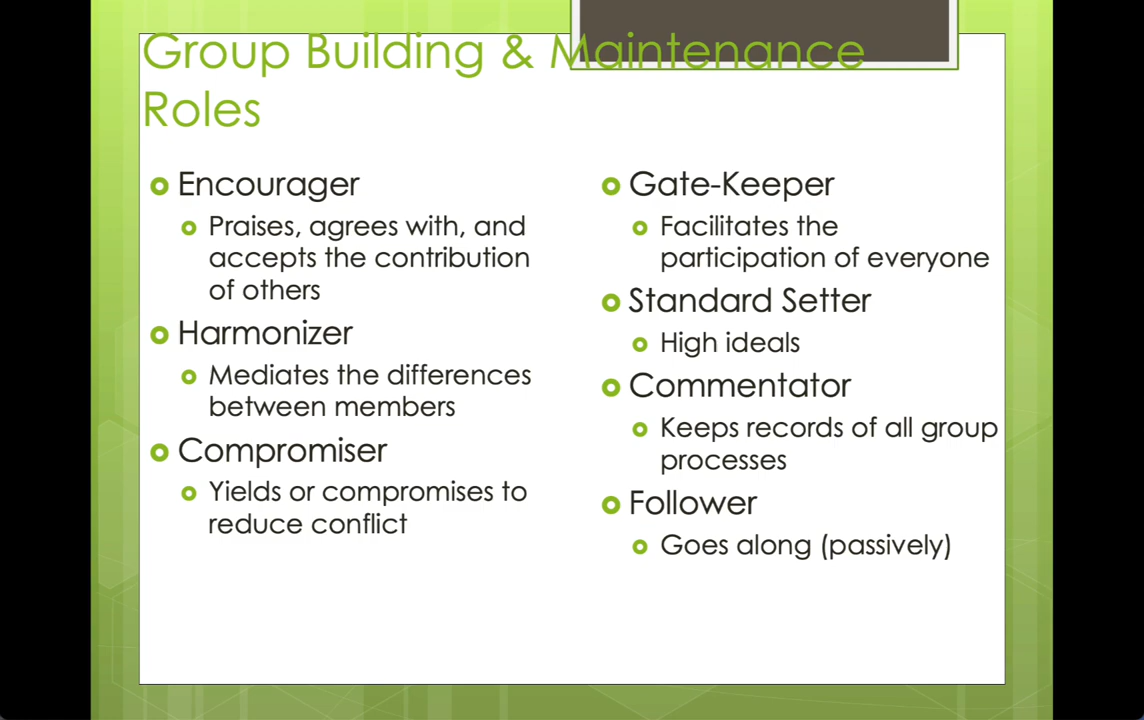 Group Building & Maintenance
Roles
Encourager
Praises, agrees with, and
accepts the contribution
of others
Harmonizer
Mediates the differences
between members
Compromiser
Yields or compromises to
reduce conflict
Gate-Keeper
Facilitates the
participation of everyone
Standard Setter
High ideals
Commentator
Keeps records of all group
processes
Follower
Goes along (passively)